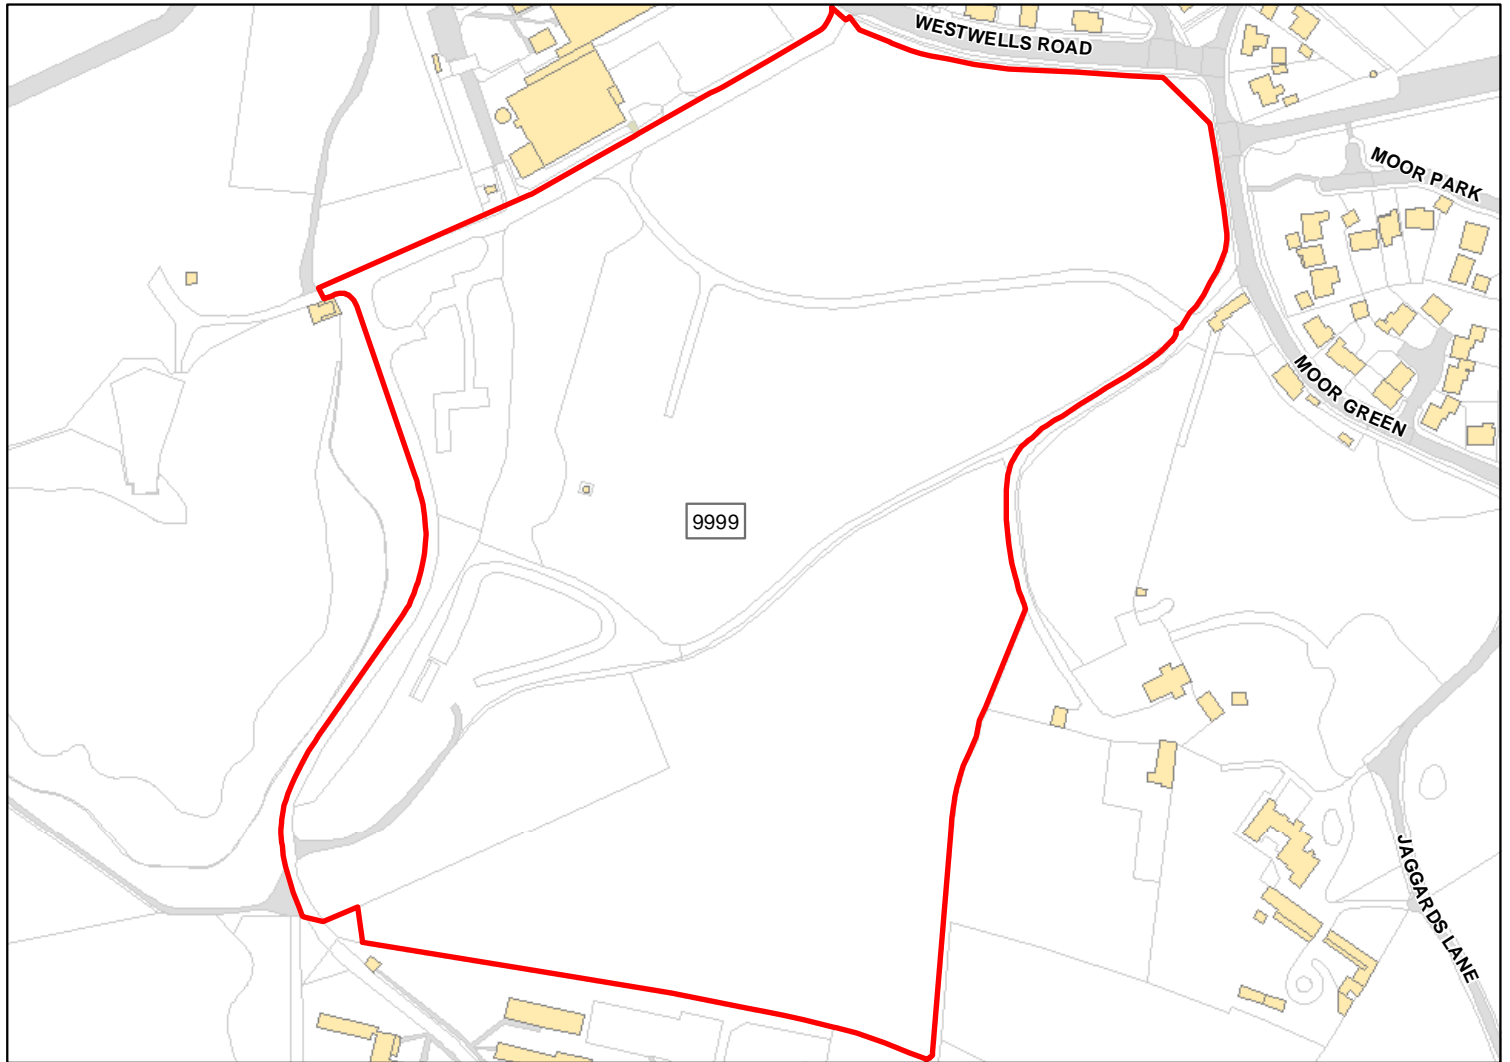 WESTWELLS ROAD
MOOR PARK
MOOR GREEN
9999
JAGGARDS LANE